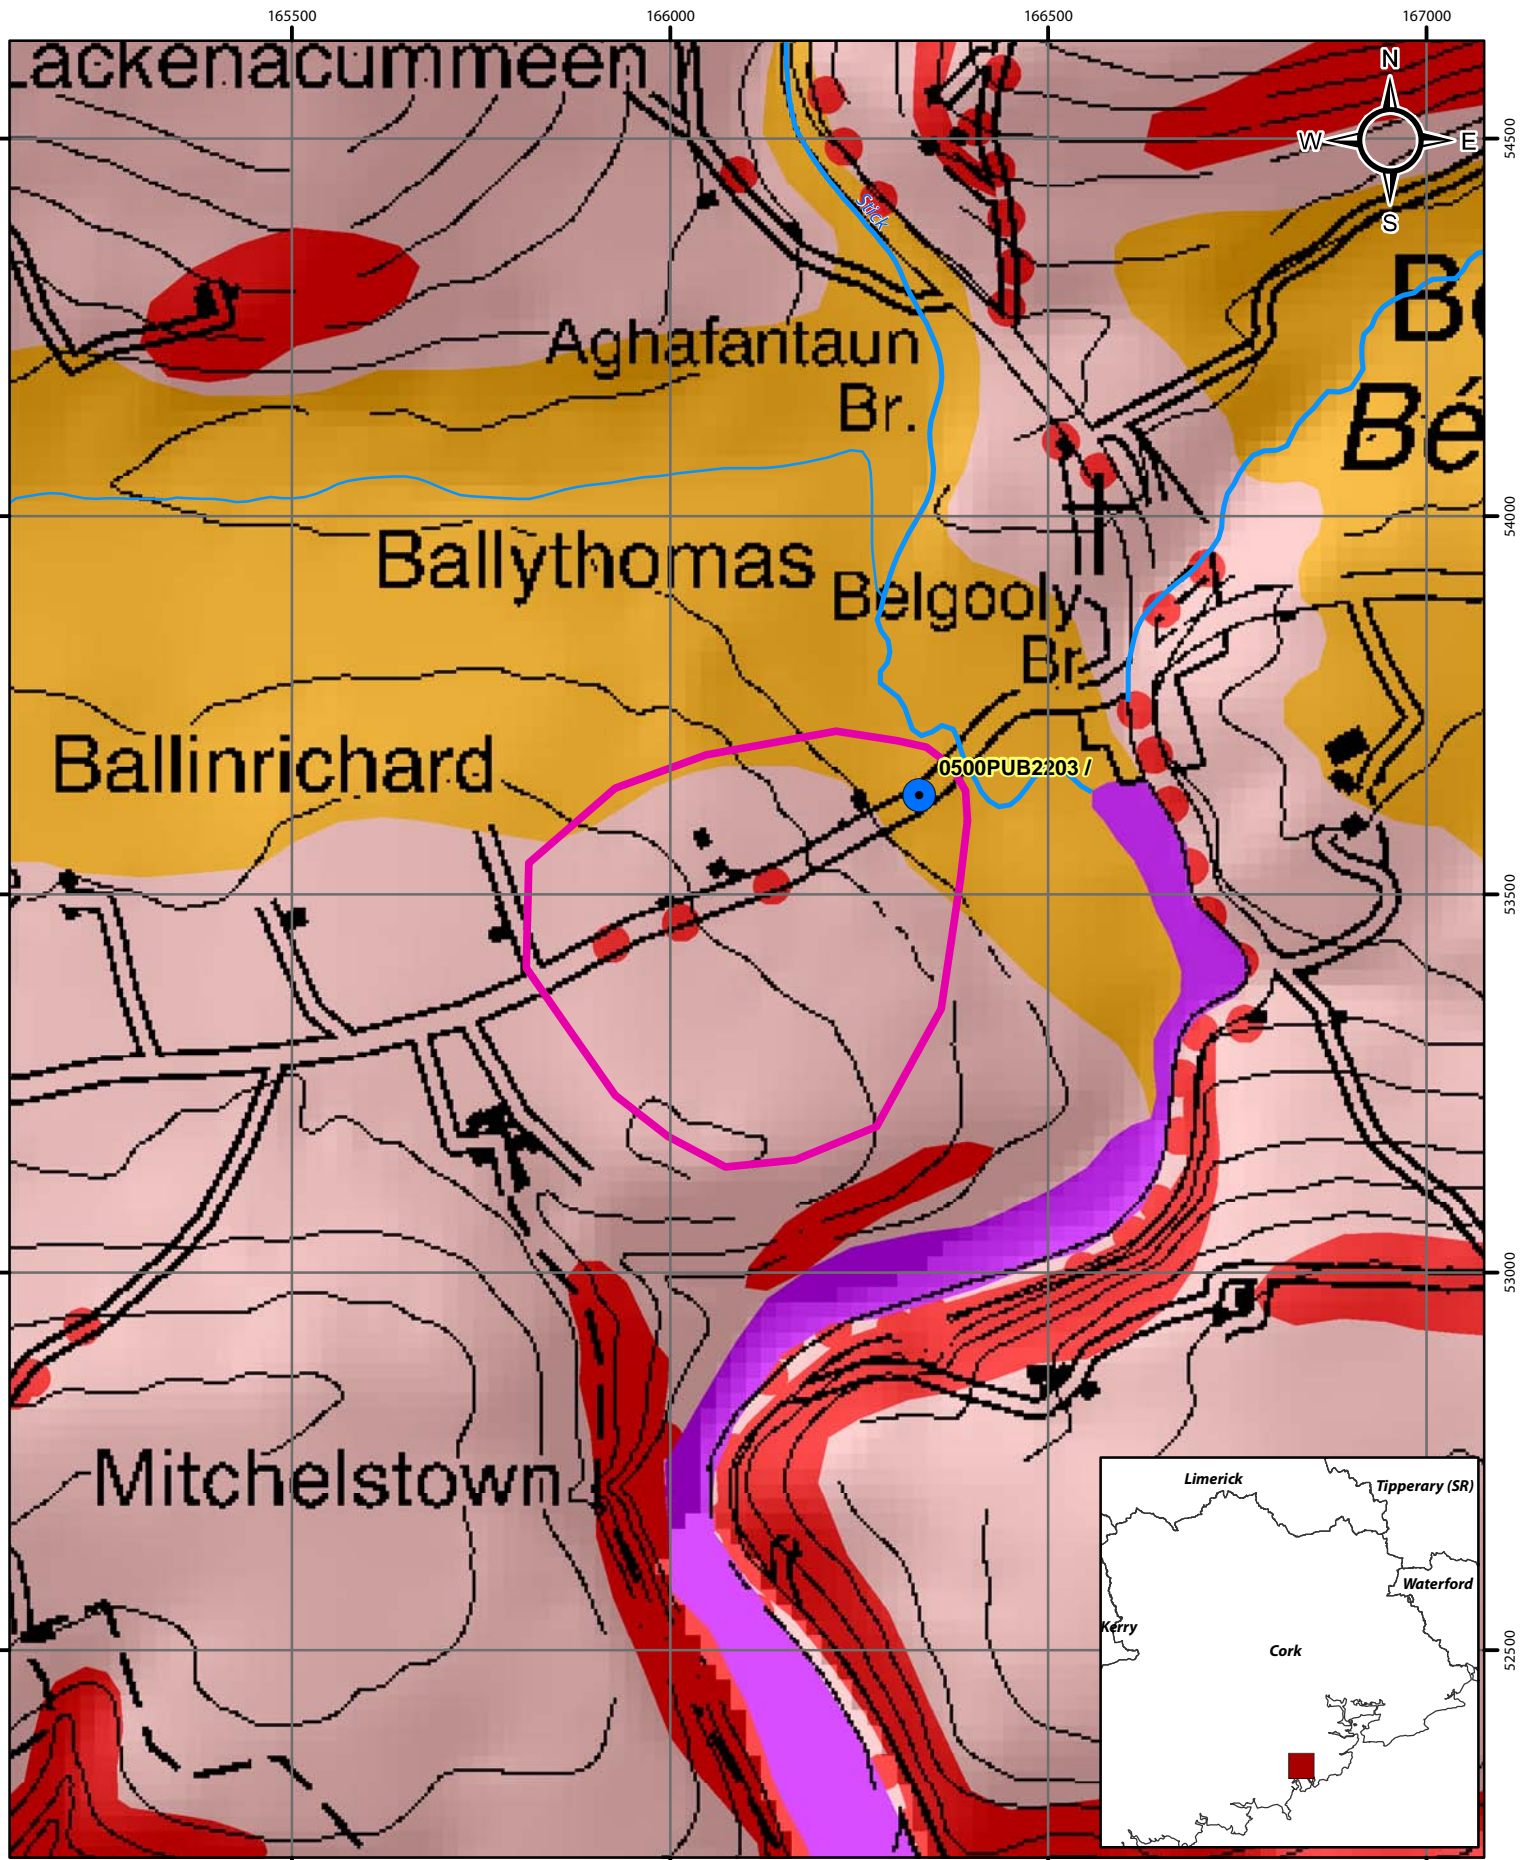 165500 166000 166500 167000
Lackenacummeen
N
W E
S
54500
Stick
Aghafantaun
Br.
Bé
54000
Ballythomas
Belgooly
Br
Ballinrichard
0500PUB2203 /
53500
53000
Mitchelstown
52500
Limerick
Tipperary (SR)
Waterford
Kerry
Cork